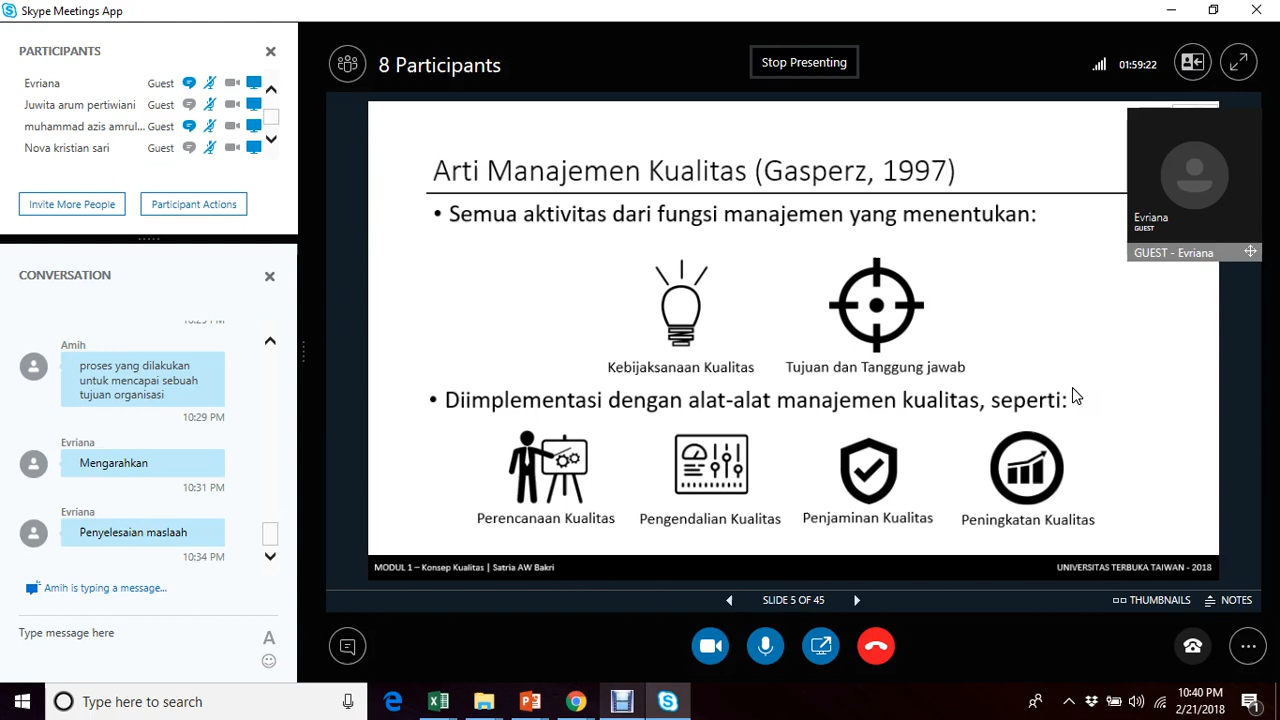 Skype Meetings App
PARTICIPANTS
Evriana Guest
Juwita arum pertiwiani Guest
muhammad azis amrul... Guest
Nova kristian sari Guest
Invite More People
Participant Actions
CONVERSATION
Amih
proses yang dilakukan
untuk mencapai sebuah
tujuan organisasi
10:29 PM
Evriana
Mengarahkan
10:31 PM
Evriana
Penyelesaian maslaah
10:34 PM
Amih is typing a message...
Type message here
A
8 Participants
Stop Presenting
01:59:22
Arti Manajemen Kualitas (Gasperz, 1997)
• Semua aktivitas dari fungsi manajemen yang menentukan:
Kebijaksanaan Kualitas
Tujuan dan Tanggung jawab
• Diimplementasi dengan alat-alat manajemen kualitas, seperti:
Perencanaan Kualitas
Pengendalian Kualitas
Penjaminan Kualitas
Peningkatan Kualitas
MODUL 1 – Konsep Kualitas | Satria AW Bakri
UNIVERSITAS TERBUKA TAIWAN - 2018
Evriana
GUEST
GUEST - Evriana
SLIDE 5 OF 45
THUMBNAILS
NOTES
Type here to search
10:40 PM
2/21/2018
1